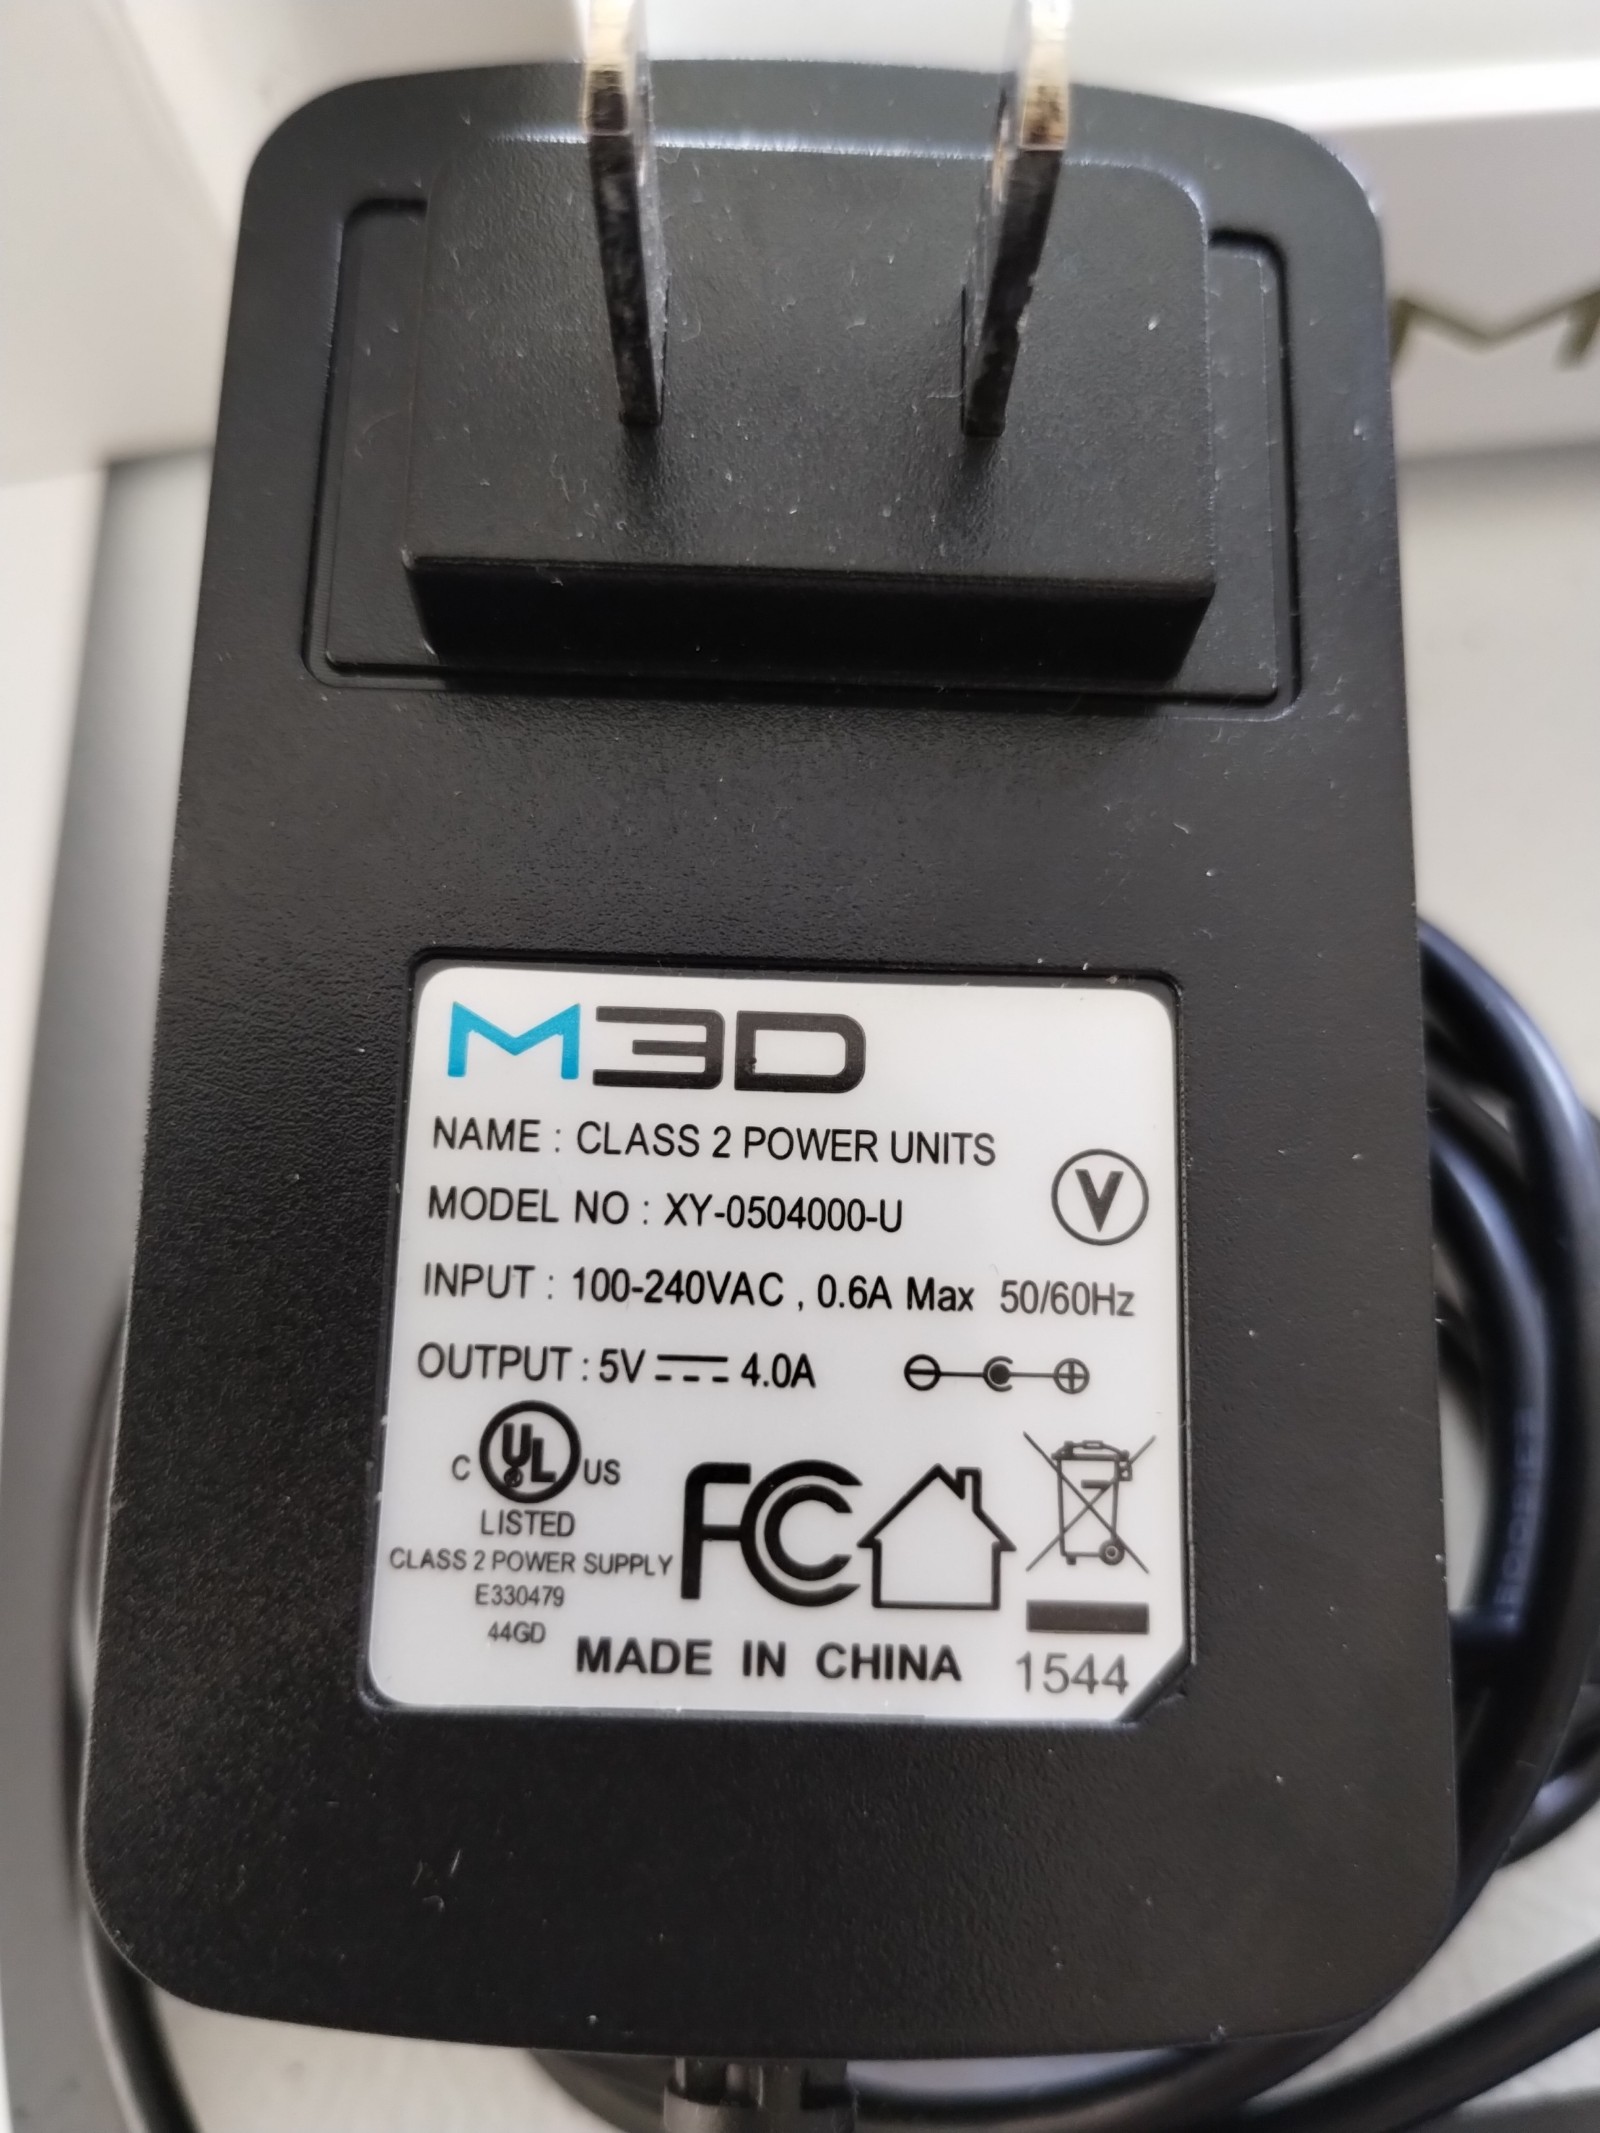 M3D
NAME : CLASS 2 POWER UNITS
MODEL NO : XY-0504000-U
V
INPUT : 100-240VAC , 0.6A Max 50/60Hz
OUTPUT : 5V 4.0A
C UL US
LISTED
CLASS 2 POWER SUPPLY
E330479
44GD
FC
MADE IN CHINA
1544